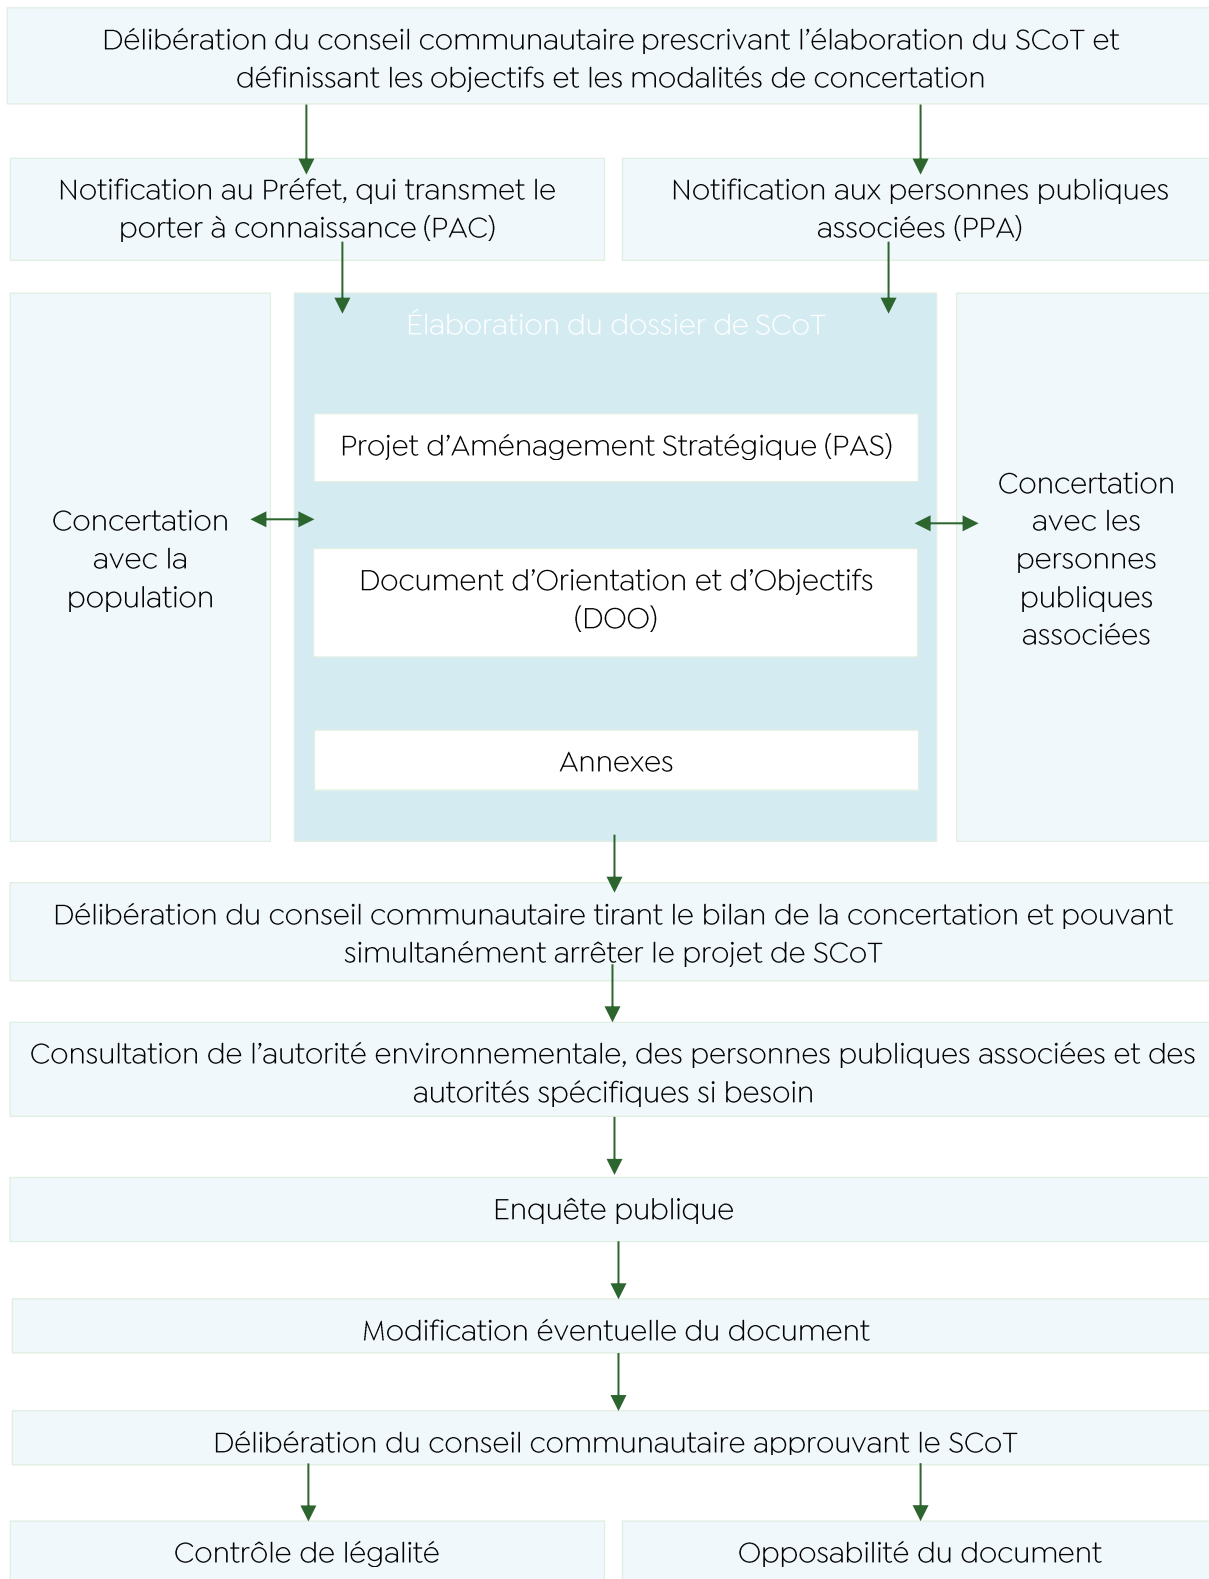 Délibération du conseil communautaire prescrivant l’élaboration du SCoT et
définissant les objectifs et les modalités de concertation
Notification au Préfet, qui transmet le
porter à connaissance (PAC)
Notification aux personnes publiques
associées (PPA)
Élaboration du dossier de SCoT
Projet d’Aménagement Stratégique (PAS)
Document d’Orientation et d’Objectifs
(DOO)
Annexes
Concertation
avec la
population
Concertation
avec les
personnes
publiques
associées
Délibération du conseil communautaire tirant le bilan de la concertation et pouvant
simultanément arrêter le projet de SCoT
Consultation de l’autorité environnementale, des personnes publiques associées et des
autorités spécifiques si besoin
Enquête publique
Modification éventuelle du document
Délibération du conseil communautaire approuvant le SCoT
Contrôle de légalité
Opposabilité du document